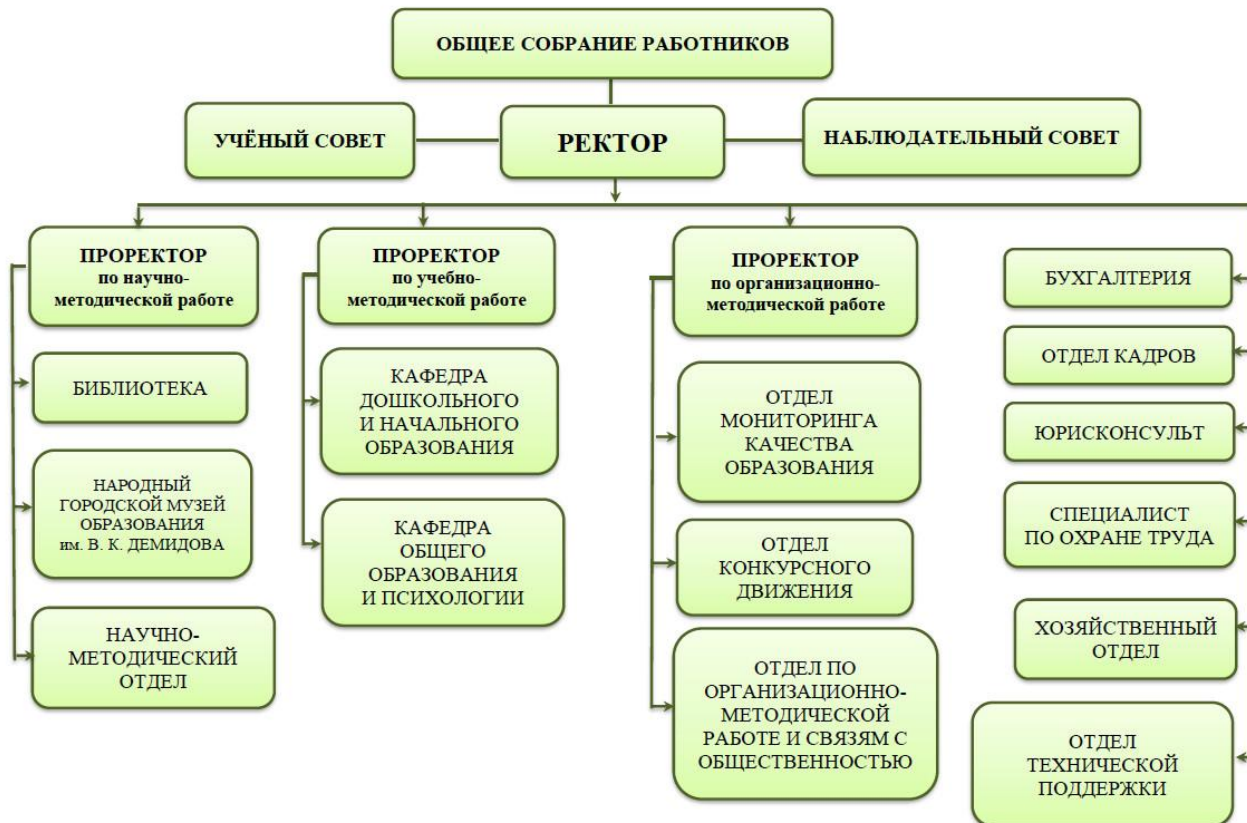 ОБЩЕЕ СОБРАНИЕ РАБОТНИКОВ
УЧЁНЫЙ СОВЕТ
РЕКТОР
НАБЛЮДАТЕЛЬНЫЙ СОВЕТ
ПРОРЕКТОР
по научно-
методической работе
БИБЛИОТЕКА
НАРОДНЫЙ
ГОРОДСКОЙ МУЗЕЙ
ОБРАЗОВАНИЯ
им. В. К. ДЕМИДОВА
НАУЧНО-
МЕТОДИЧЕСКИЙ
ОТДЕЛ
ПРОРЕКТОР
по учебно-
методической работе
КАФЕДРА
ДОШКОЛЬНОГО
И НАЧАЛЬНОГО
ОБРАЗОВАНИЯ
КАФЕДРА
ОБЩЕГО
ОБРАЗОВАНИЯ
И ПСИХОЛОГИИ
ПРОРЕКТОР
по организационно-
методической работе
ОТДЕЛ
МОНИТОРИНГА
КАЧЕСТВА
ОБРАЗОВАНИЯ
ОТДЕЛ
КОНКУРСНОГО
ДВИЖЕНИЯ
ОТДЕЛ ПО
ОРГАНИЗАЦИОННО-
МЕТОДИЧЕСКОЙ
РАБОТЕ И СВЯЗЯМ С
ОБЩЕСТВЕННОСТЬЮ
БУХГАЛТЕРИЯ
ОТДЕЛ КАДРОВ
ЮРИСКОНСУЛЬТ
СПЕЦИАЛИСТ
ПО ОХРАНЕ ТРУДА
ХОЗЯЙСТВЕННЫЙ
ОТДЕЛ
ОТДЕЛ
ТЕХНИЧЕСКОЙ
ПОДДЕРЖКИ